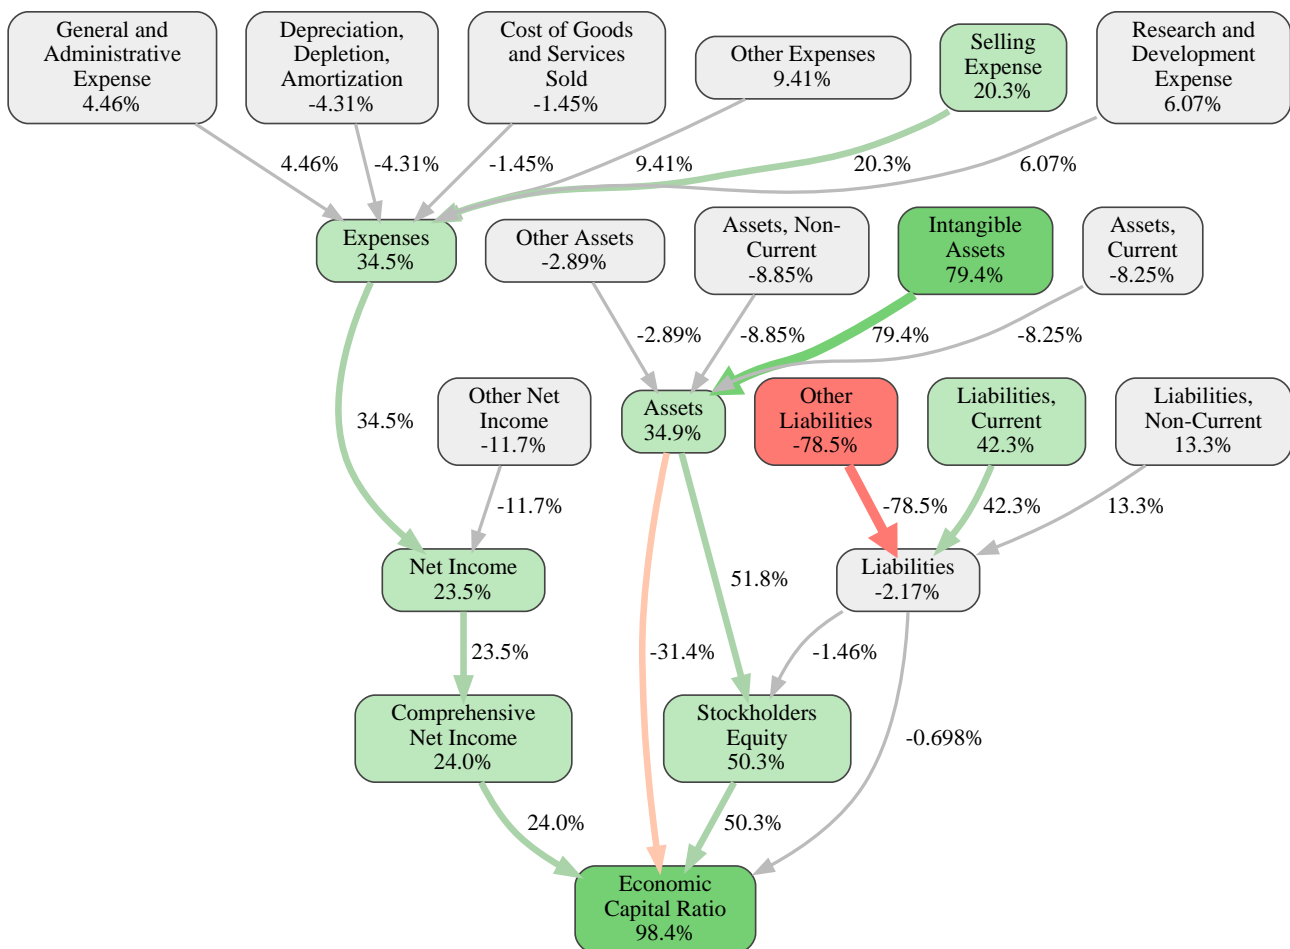 General and
Administrative
Expense
4.46%
Depreciation,
Depletion,
Amortization
-4.31%
Cost of Goods
and Services
Sold
-1.45%
Other Expenses
9.41%
Selling
Expense
20.3%
Research and
Development
Expense
6.07%
4.46%
-4.31%
-1.45%
9.41%
20.3%
6.07%
Expenses
34.5%
Other Assets
-2.89%
Assets, Non-
Current
-8.85%
Intangible
Assets
79.4%
Assets,
Current
-8.25%
-2.89%
-8.85%
79.4%
-8.25%
34.5%
Other Net
Income
-11.7%
Assets
34.9%
Other
Liabilities
-78.5%
Liabilities,
Current
42.3%
Liabilities,
Non-Current
13.3%
-11.7%
-78.5%
42.3%
13.3%
Net Income
23.5%
51.8%
Liabilities
-2.17%
23.5%
-31.4%
-1.46%
Comprehensive
Net Income
24.0%
Stockholders
Equity
50.3%
-0.698%
24.0%
50.3%
Economic
Capital Ratio
98.4%